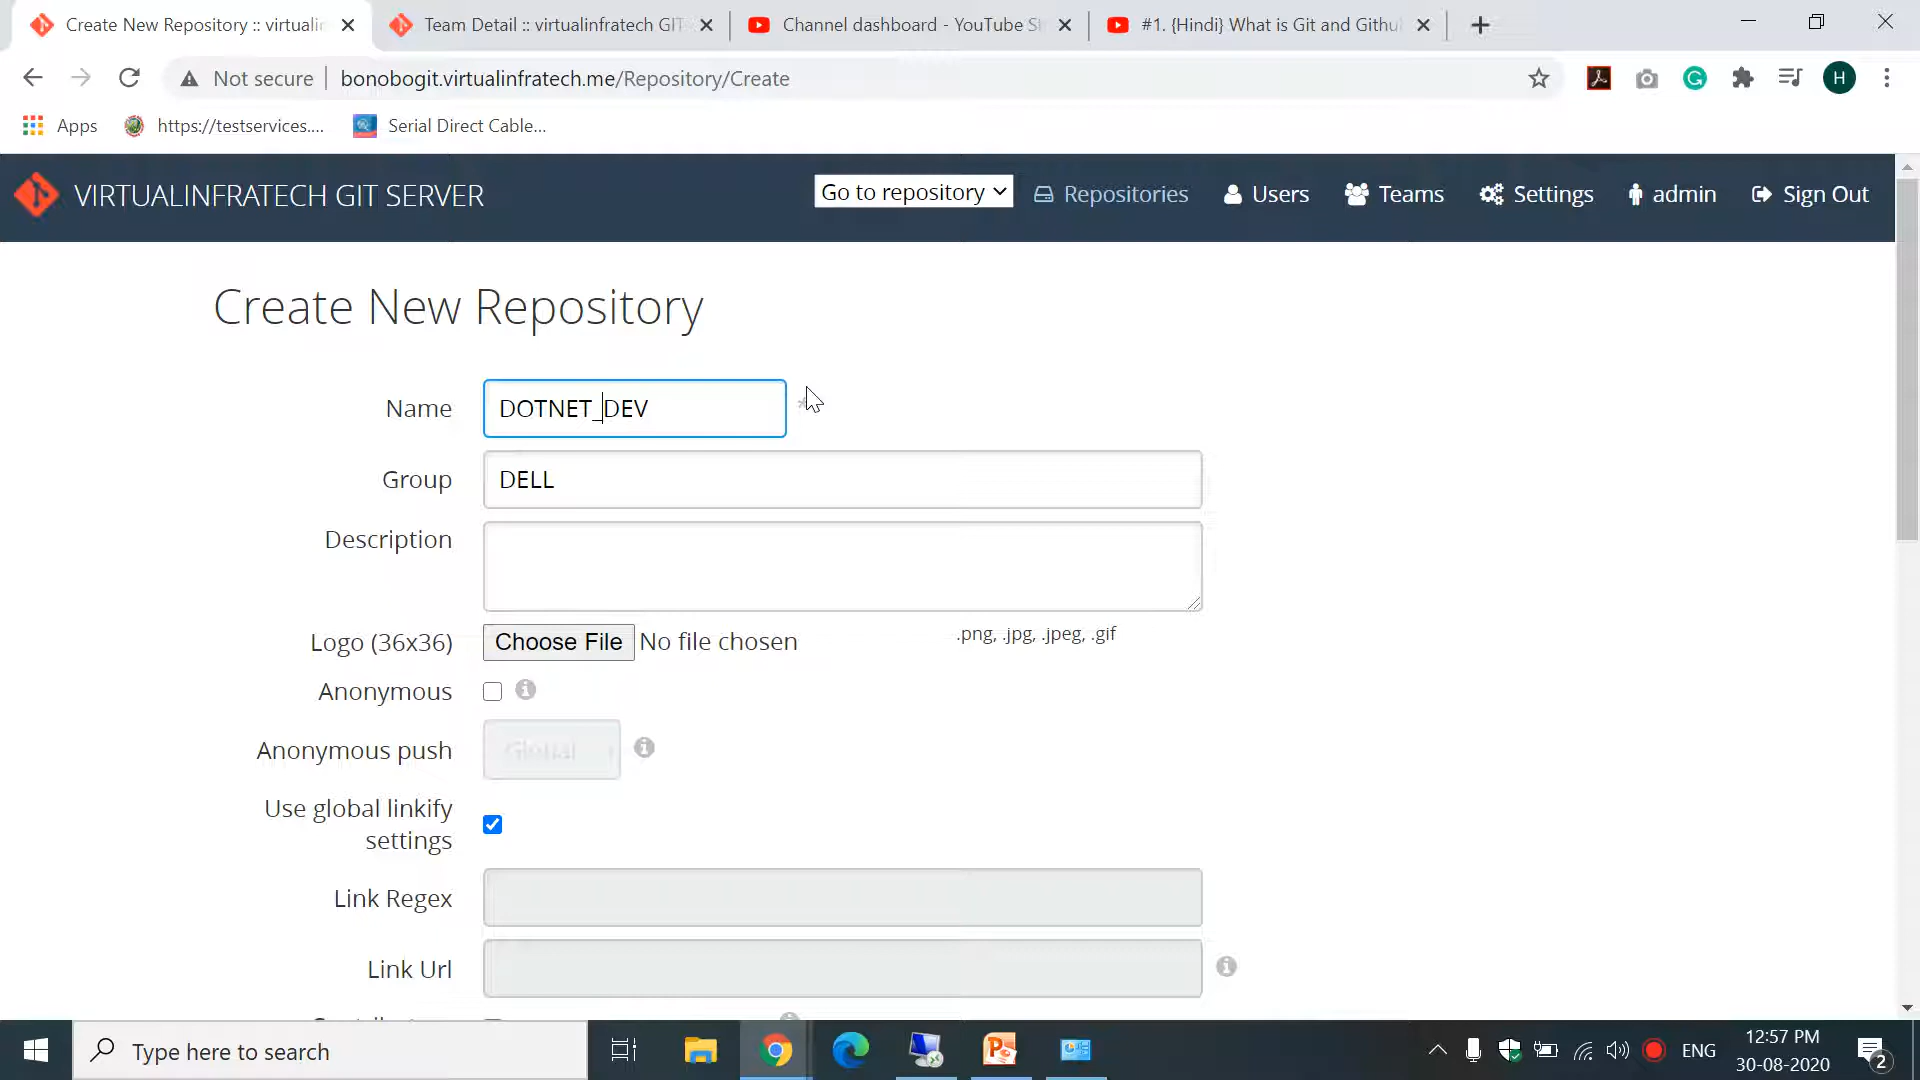 Create New Repository :: virtualin
Team Detail :: virtualinfratech GIT
Channel dashboard - YouTube St
#1. {Hindi} What is Git and Githu
Not secure
bonobogit.virtualinfratech.me/Repository/Create
H
Apps
https://testservices....
Serial Direct Cable...
VIRTUALINFRATECH GIT SERVER
Go to repository
Repositories
Users
Teams
Settings
admin
Sign Out
Create New Repository
Name
DOTNET_DEV
Group
DELL
Description
Logo (36x36)
Choose File
No file chosen
.png, .jpg, .jpeg, .gif
Anonymous
Anonymous push
Global
Use global linkify
settings
Link Regex
Link Url
Type here to search
ENG
12:57 PM
30-08-2020
2